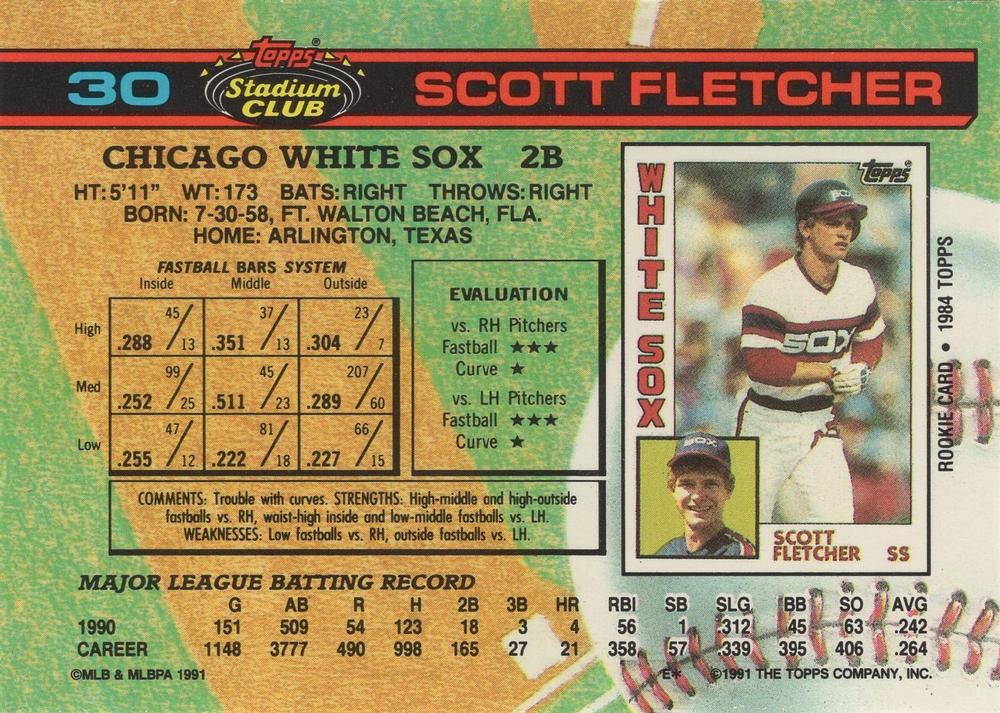 30
Topps®
Stadium
CLUB
SCOTT FLETCHER
CHICAGO WHITE SOX 2B
HT: 5'11" WT: 173 BATS: RIGHT THROWS: RIGHT
BORN: 7-30-58, FT. WALTON BEACH, FLA.
HOME: ARLINGTON, TEXAS
FASTBALL BARS SYSTEM
Inside Middle Outside
High .288 45/13 .351 37/13 .304 23/7
Med .252 99/25 .511 45/23 .289 207/60
Low .255 47/12 .222 81/18 .227 66/15
EVALUATION
vs. RH Pitchers
Fastball ★★★
Curve ★
vs. LH Pitchers
Fastball ★★★
Curve ★
COMMENTS: Trouble with curves. STRENGTHS: High-middle and high-outside
fastballs vs. RH, waist-high inside and low-middle fastballs vs. LH.
WEAKNESSES: Low fastballs vs. RH, outside fastballs vs. LH.
WHITE SOX
Topps®
SOX
SOX
SCOTT
FLETCHER SS
ROOKIE CARD • 1984 TOPPS
MAJOR LEAGUE BATTING RECORD
G AB R H 2B 3B HR RBI SB SLG BB SO AVG
1990 151 509 54 123 18 3 4 56 1 .312 45 63 .242
CAREER 1148 3777 490 998 165 27 21 358 57 .339 395 406 .264
©MLB & MLBPA 1991 E* ©1991 THE TOPPS COMPANY, INC.